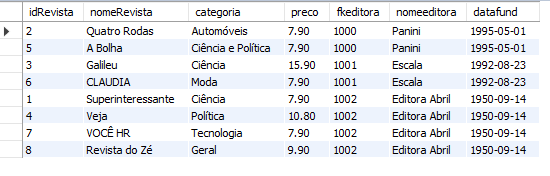 idRevista nomeRevista categoria preco fkeditora nomeeditora datafund
2 Quatro Rodas Automóveis 7.90 1000 Panini 1995-05-01
5 A Bolha Ciência e Política 7.90 1000 Panini 1995-05-01
3 Galileu Ciência 15.90 1001 Escala 1992-08-23
6 CLAUDIA Moda 7.90 1001 Escala 1992-08-23
1 Superinteressante Ciência 7.90 1002 Editora Abril 1950-09-14
4 Veja Política 10.80 1002 Editora Abril 1950-09-14
7 VOCÊ HR Tecnologia 7.90 1002 Editora Abril 1950-09-14
8 Revista do Zé Geral 9.90 1002 Editora Abril 1950-09-14